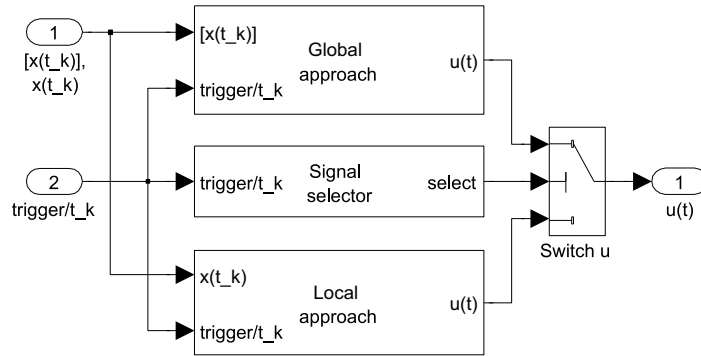 1
[x(t_k)],
x(t_k)
2
trigger/t_k
[x(t_k)]
trigger/t_k
Global
approach
u(t)
trigger/t_k
Signal
selector
select
x(t_k)
trigger/t_k
Local
approach
u(t)
Switch u
1
u(t)